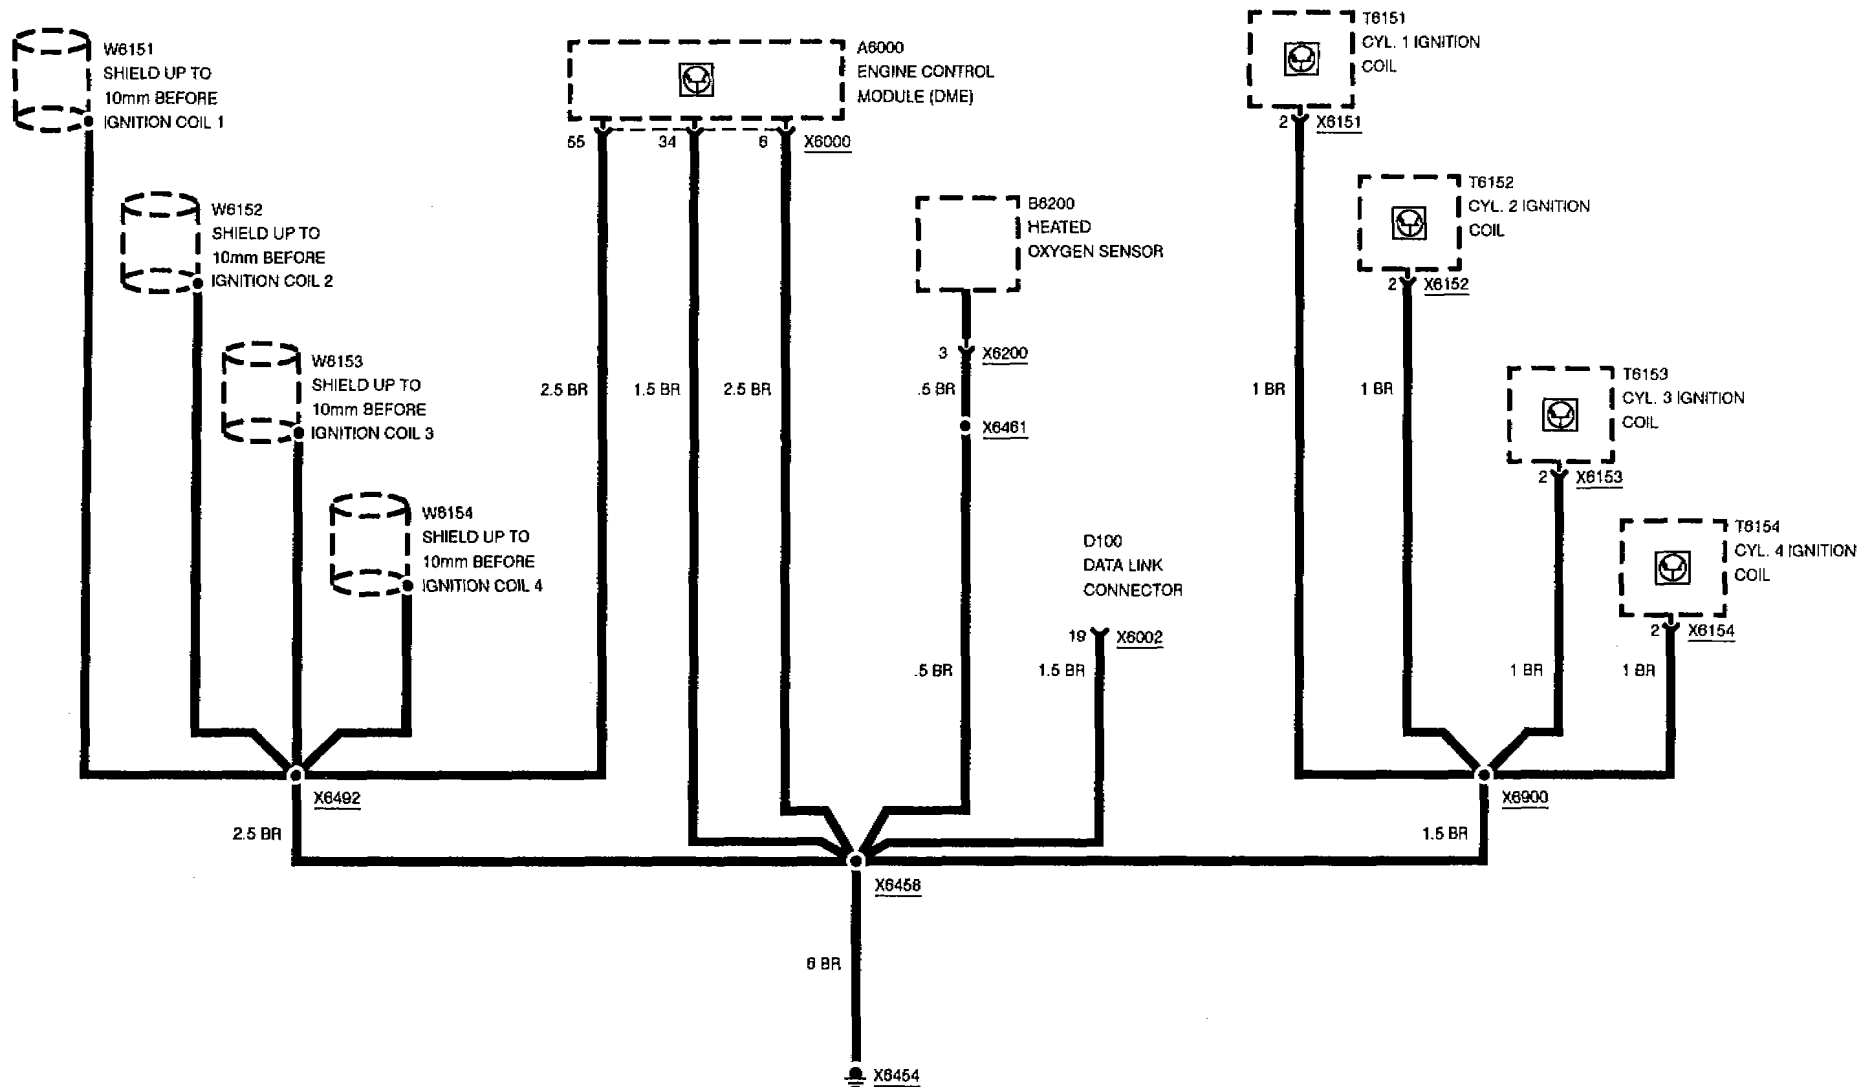 W6151
SHIELD UP TO
10mm BEFORE
IGNITION COIL 1
W6152
SHIELD UP TO
10mm BEFORE
IGNITION COIL 2
W6153
SHIELD UP TO
10mm BEFORE
IGNITION COIL 3
W6154
SHIELD UP TO
10mm BEFORE
IGNITION COIL 4
A6000
ENGINE CONTROL
MODULE (DME)
55
34
6
X6000
B6200
HEATED
OXYGEN SENSOR
3
X6200
2.5 BR
1.5 BR
2.5 BR
.5 BR
X6461
D100
DATA LINK
CONNECTOR
19
X6002
.5 BR
1.5 BR
T6151
CYL. 1 IGNITION
COIL
2
X6151
T6152
CYL. 2 IGNITION
COIL
2
X6152
1 BR
1 BR
T6153
CYL. 3 IGNITION
COIL
2
X6153
T6154
CYL. 4 IGNITION
COIL
2
X6154
1 BR
1 BR
X6492
2.5 BR
X6900
1.5 BR
X6458
6 BR
X6454